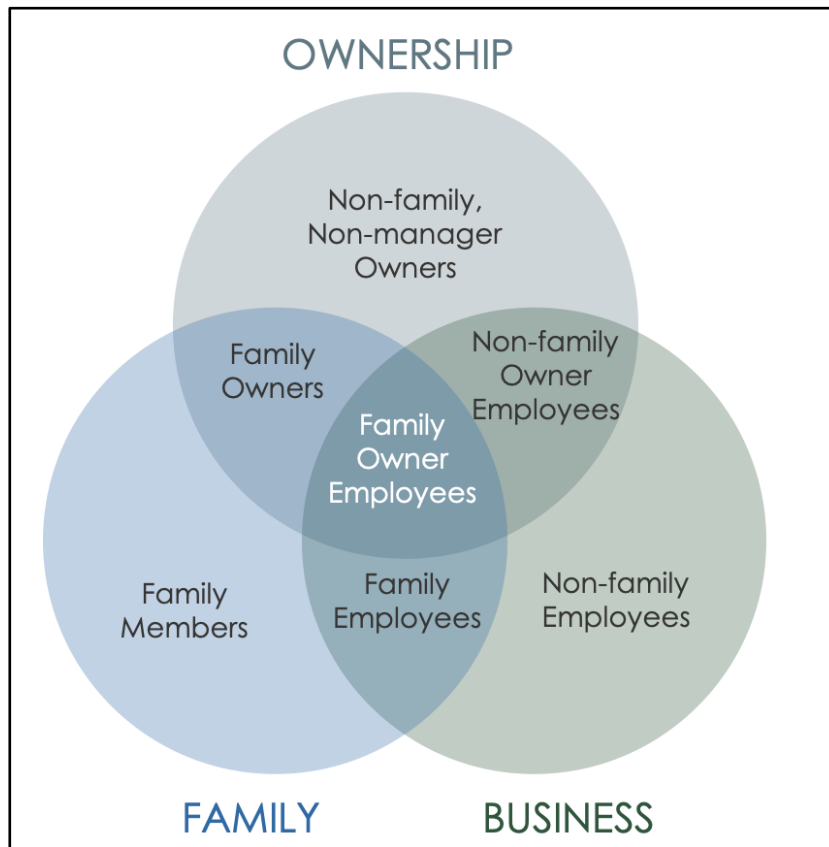 OWNERSHIP
Non-family,
Non-manager
Owners
Family
Owners
Non-family
Owner
Employees
Family
Owner
Employees
Family
Members
Family
Employees
Non-family
Employees
FAMILY
BUSINESS